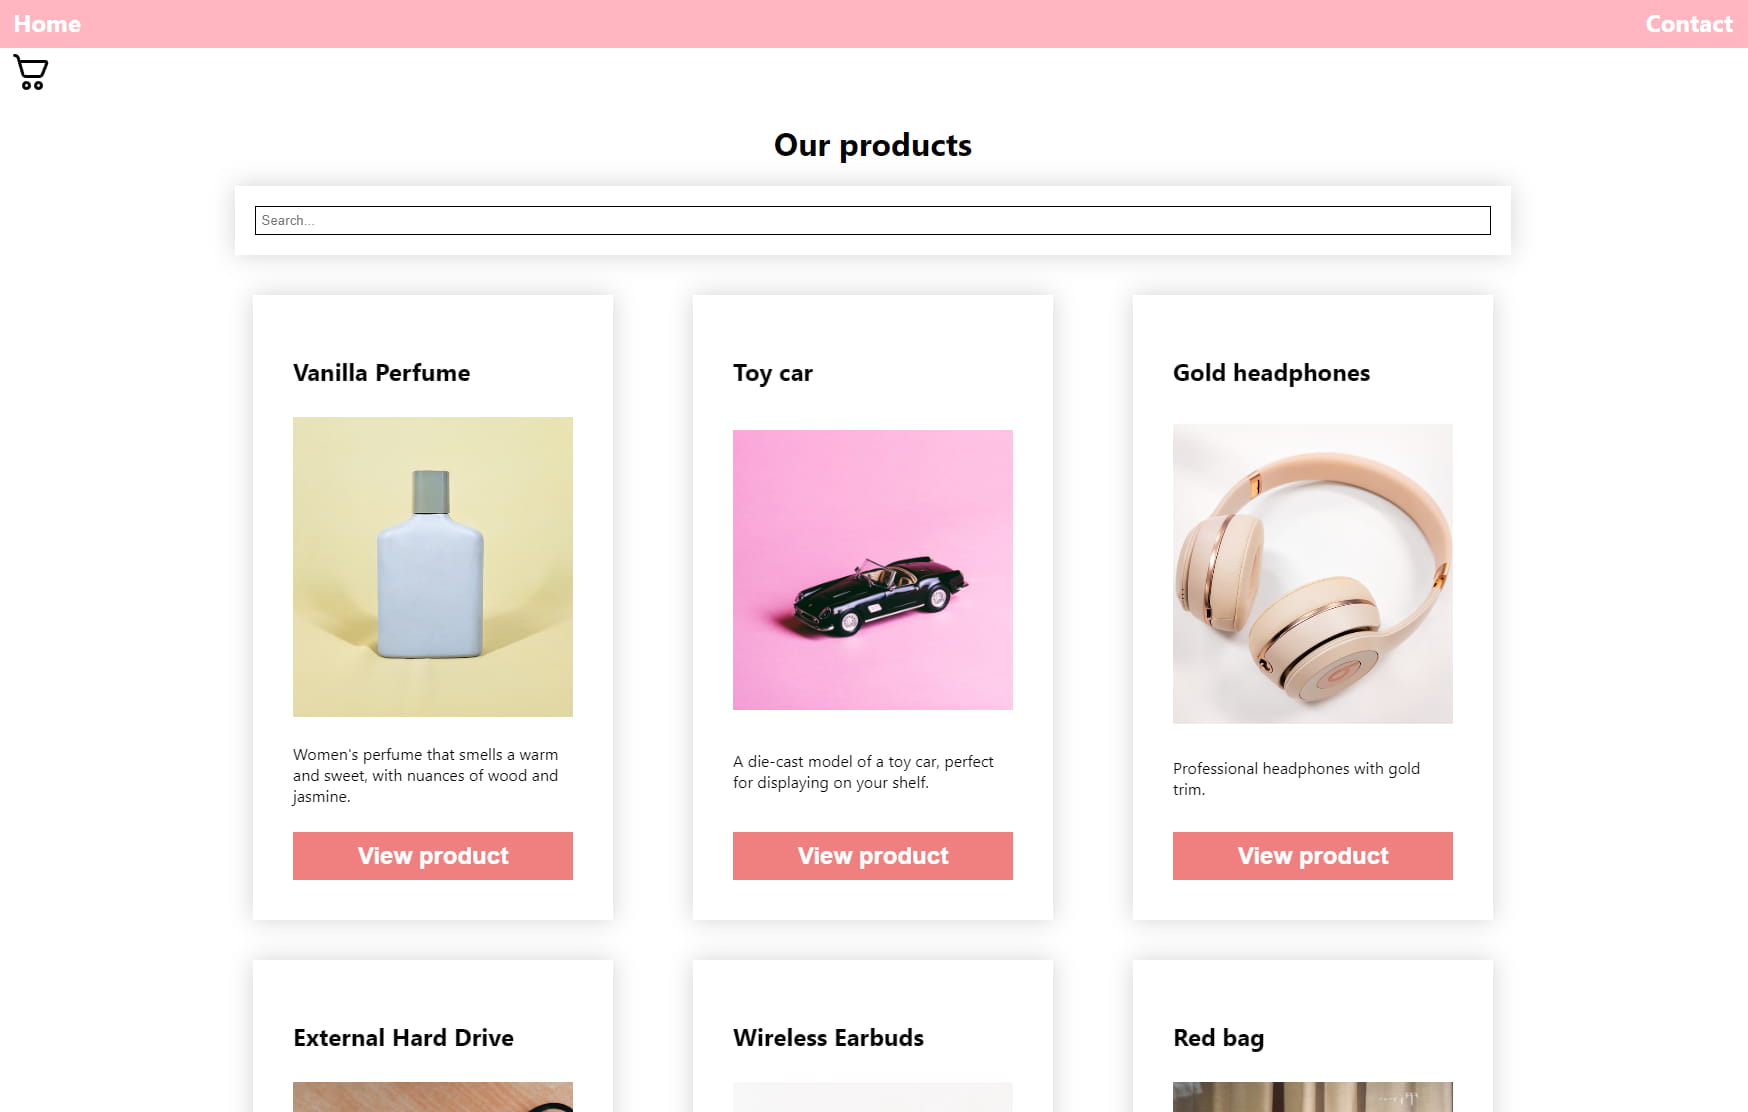 Home
Contact
Our products
Search...
Vanilla Perfume
Toy car
Gold headphones
Women's perfume that smells a warm
and sweet, with nuances of wood and
jasmine.
A die-cast model of a toy car, perfect
for displaying on your shelf.
Professional headphones with gold
trim.
View product
View product
View product
External Hard Drive
Wireless Earbuds
Red bag